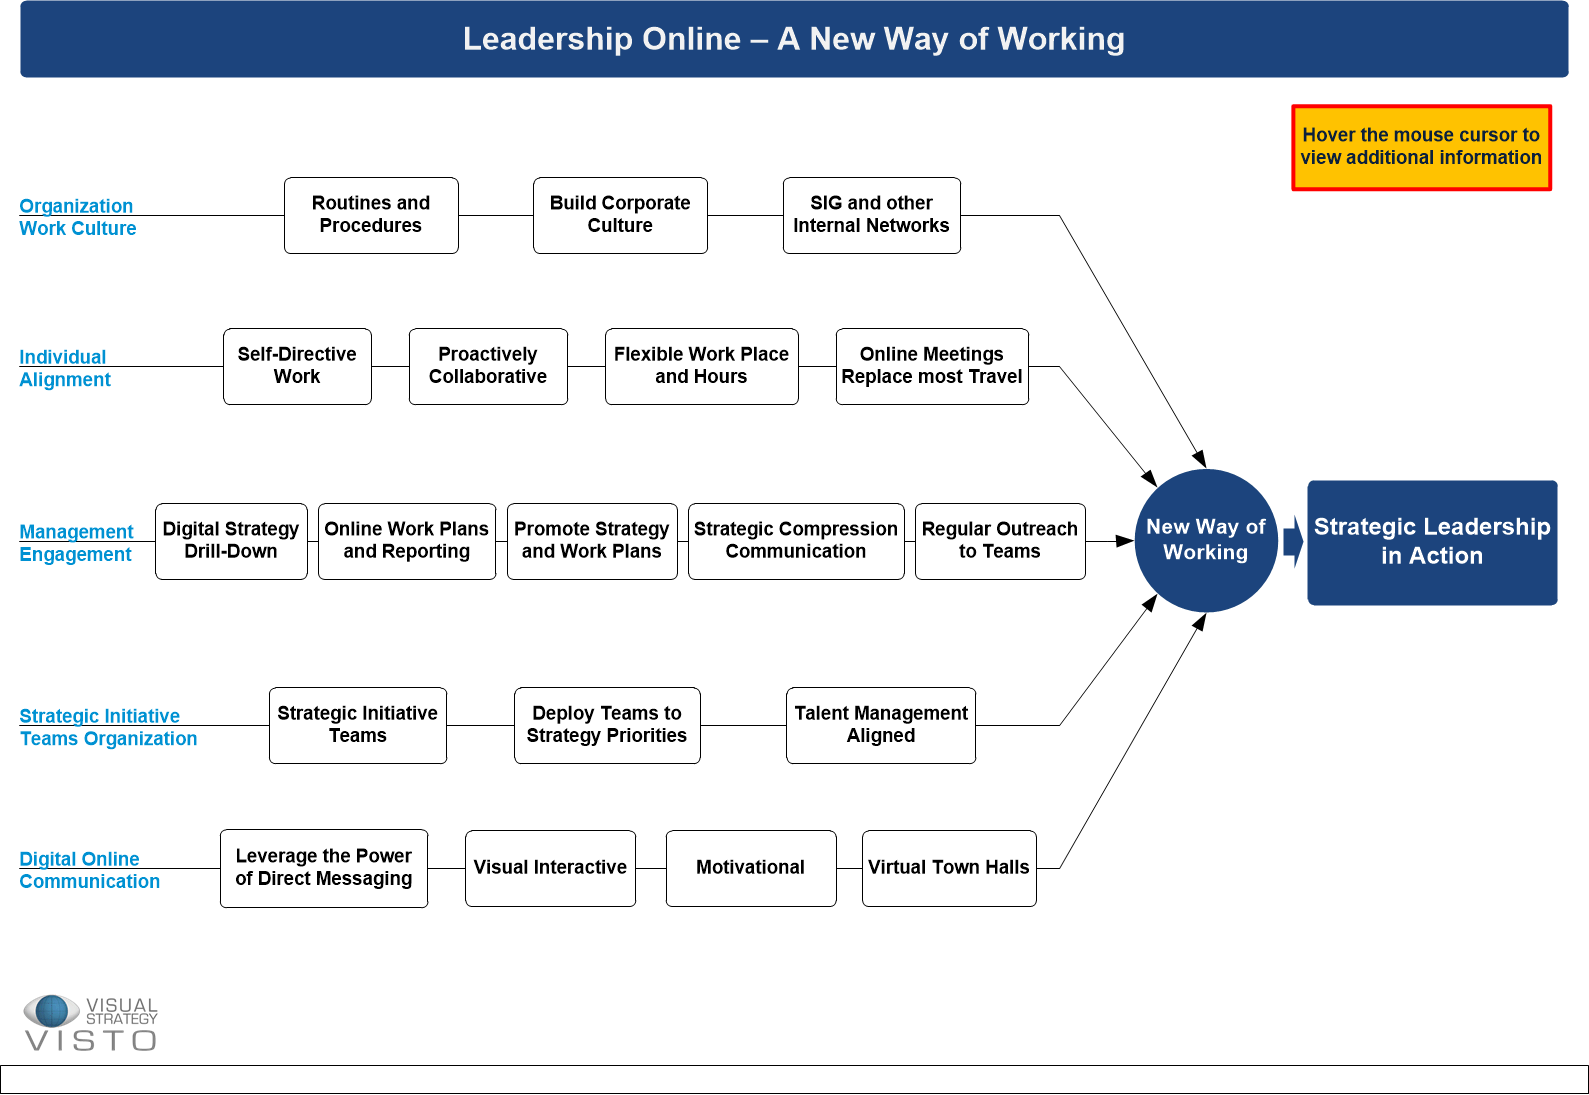 Leadership Online – A New Way of Working
Hover the mouse cursor to
view additional information
Organization
Work Culture
Routines and
Procedures
Build Corporate
Culture
SIG and other
Internal Networks
Individual
Alignment
Self-Directive
Work
Proactively
Collaborative
Flexible Work Place
and Hours
Online Meetings
Replace most Travel
Management
Engagement
Digital Strategy
Drill-Down
Online Work Plans
and Reporting
Promote Strategy
and Work Plans
Strategic Compression
Communication
Regular Outreach
to Teams
New Way of
Working
Strategic Leadership
in Action
Strategic Initiative
Teams Organization
Strategic Initiative
Teams
Deploy Teams to
Strategy Priorities
Talent Management
Aligned
Digital Online
Communication
Leverage the Power
of Direct Messaging
Visual Interactive
Motivational
Virtual Town Halls
VISUAL
STRATEGY
VISTO